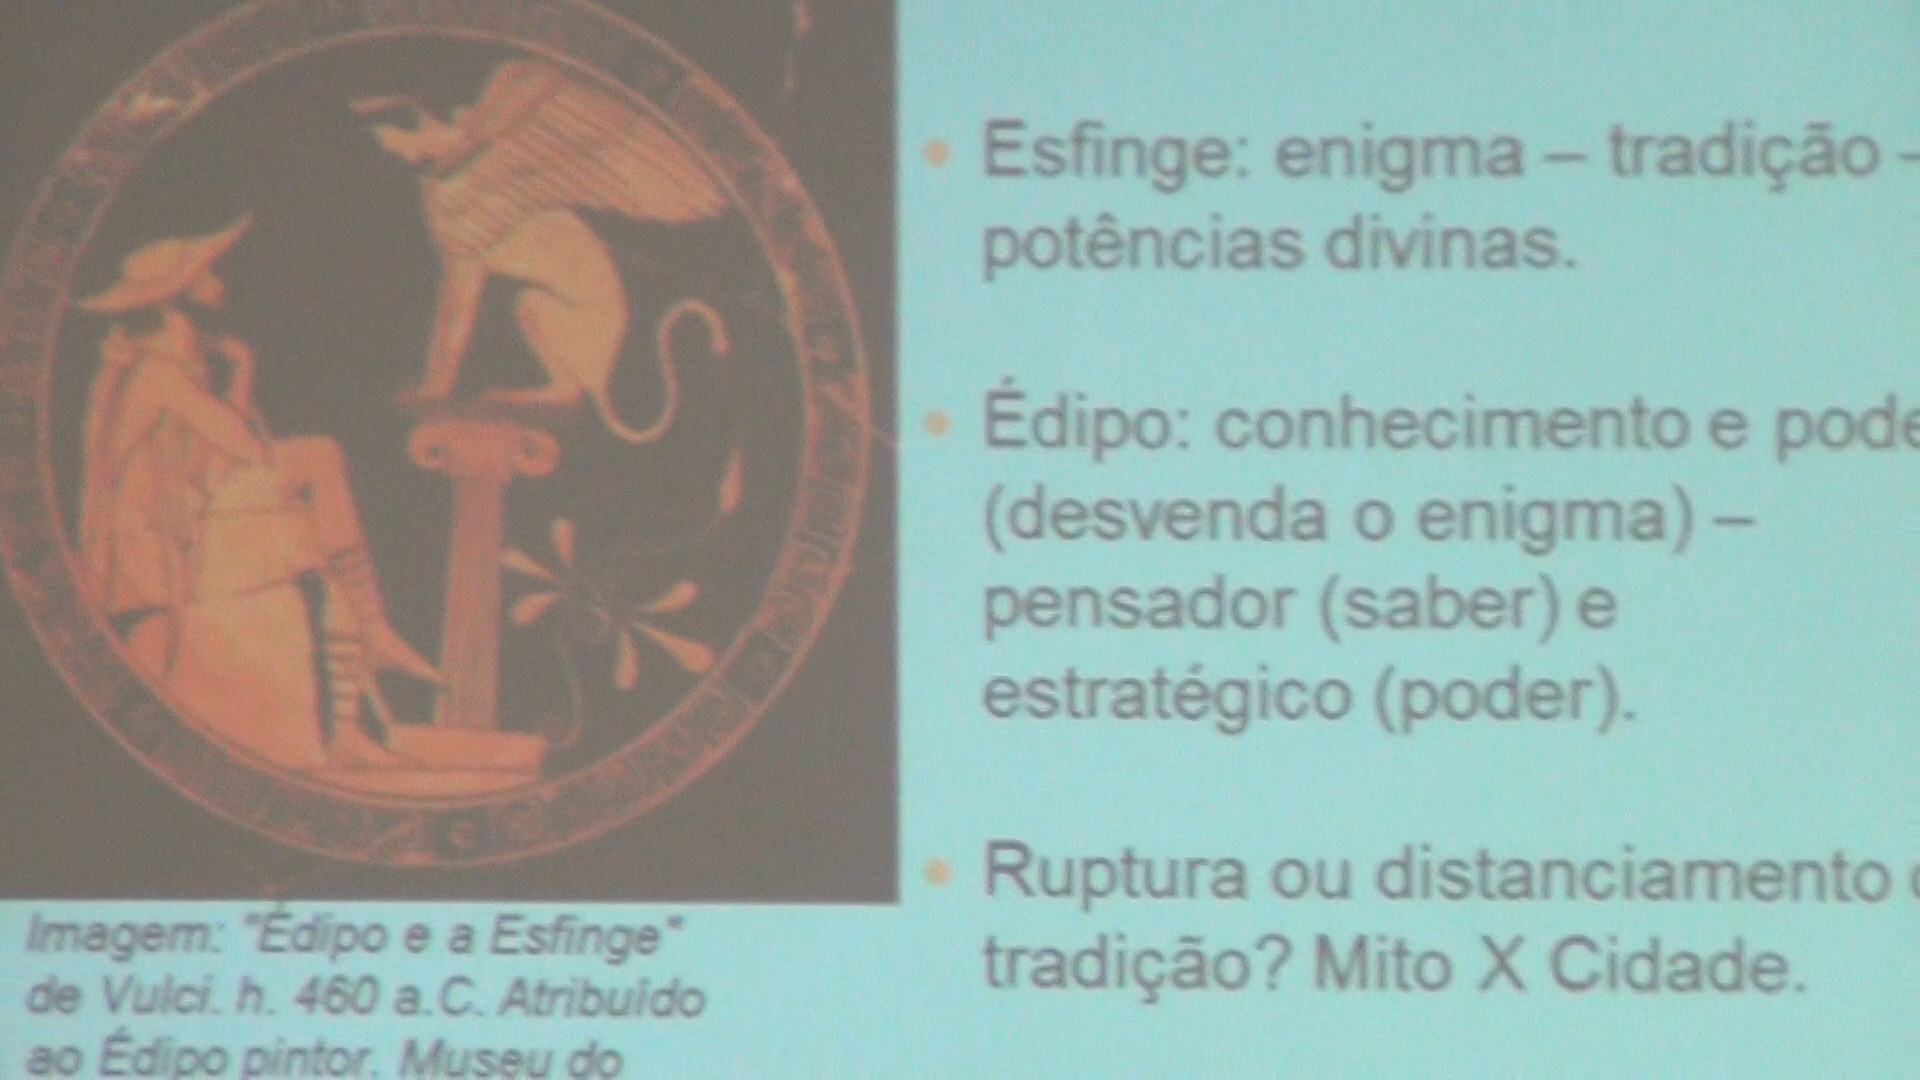 Esfinge: enigma – tradição –
potências divinas.
Édipo: conhecimento e pode
(desvenda o enigma) –
pensador (saber) e
estratégico (poder).
Ruptura ou distanciamento
tradição? Mito X Cidade.
Imagem: "Édipo e a Esfinge"
de Vulci. h. 460 a.C. Atribuído
ao Édipo pintor. Museu do